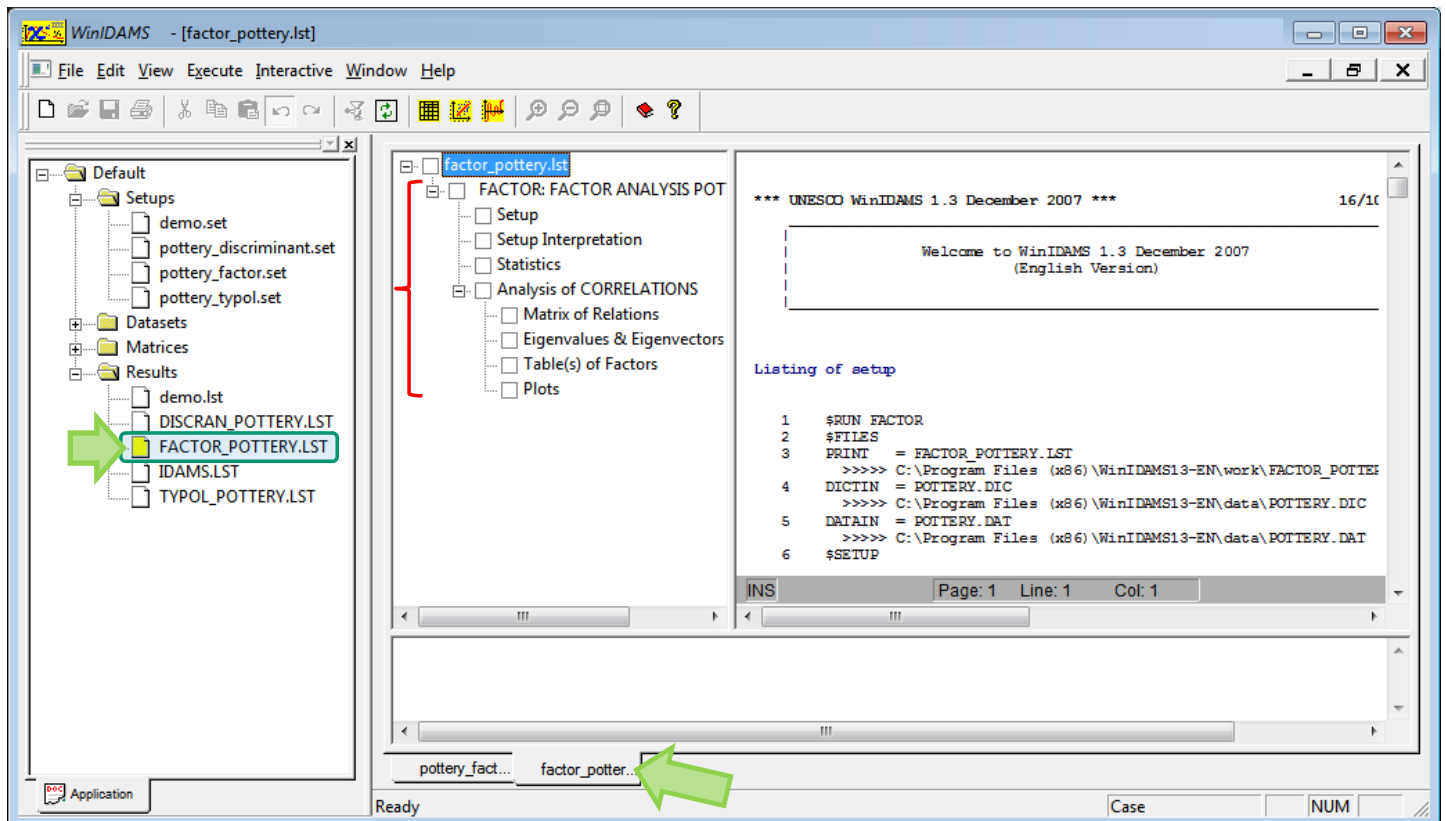 WinIDAMS - [factor_pottery.lst]
File Edit View Execute Interactive Window Help
Default
Setups
demo.set
pottery_discriminant.set
pottery_factor.set
pottery_typol.set
Datasets
Matrices
Results
demo.lst
DISCRAN_POTTERY.LST
FACTOR_POTTERY.LST
IDAMS.LST
TYPOL_POTTERY.LST
Application
factor_pottery.lst
FACTOR: FACTOR ANALYSIS POT
Setup
Setup Interpretation
Statistics
Analysis of CORRELATIONS
Matrix of Relations
Eigenvalues & Eigenvectors
Table(s) of Factors
Plots
*** UNESCO WinIDAMS 1.3 December 2007 *** 16/10
Welcome to WinIDAMS 1.3 December 2007
(English Version)
Listing of setup
1 $RUN FACTOR
2 $FILES
3 PRINT = FACTOR_POTTERY.LST
>>>>> C:\Program Files (x86)\WinIDAMS13-EN\work\FACTOR_POTTER
4 DICTIN = POTTERY.DIC
>>>>> C:\Program Files (x86)\WinIDAMS13-EN\data\POTTERY.DIC
5 DATAIN = POTTERY.DAT
>>>>> C:\Program Files (x86)\WinIDAMS13-EN\data\POTTERY.DAT
6 $SETUP
INS Page: 1 Line: 1 Col: 1
pottery_fact... factor_potter...
Ready Case NUM